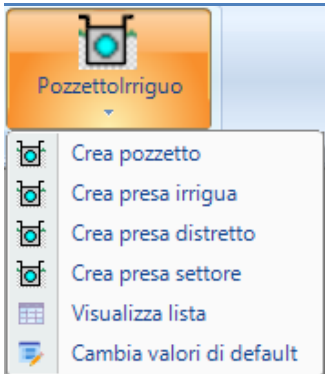 PozzettoIrriguo
Crea pozzetto
Crea presa irrigua
Crea presa distretto
Crea presa settore
Visualizza lista
Cambia valori di default